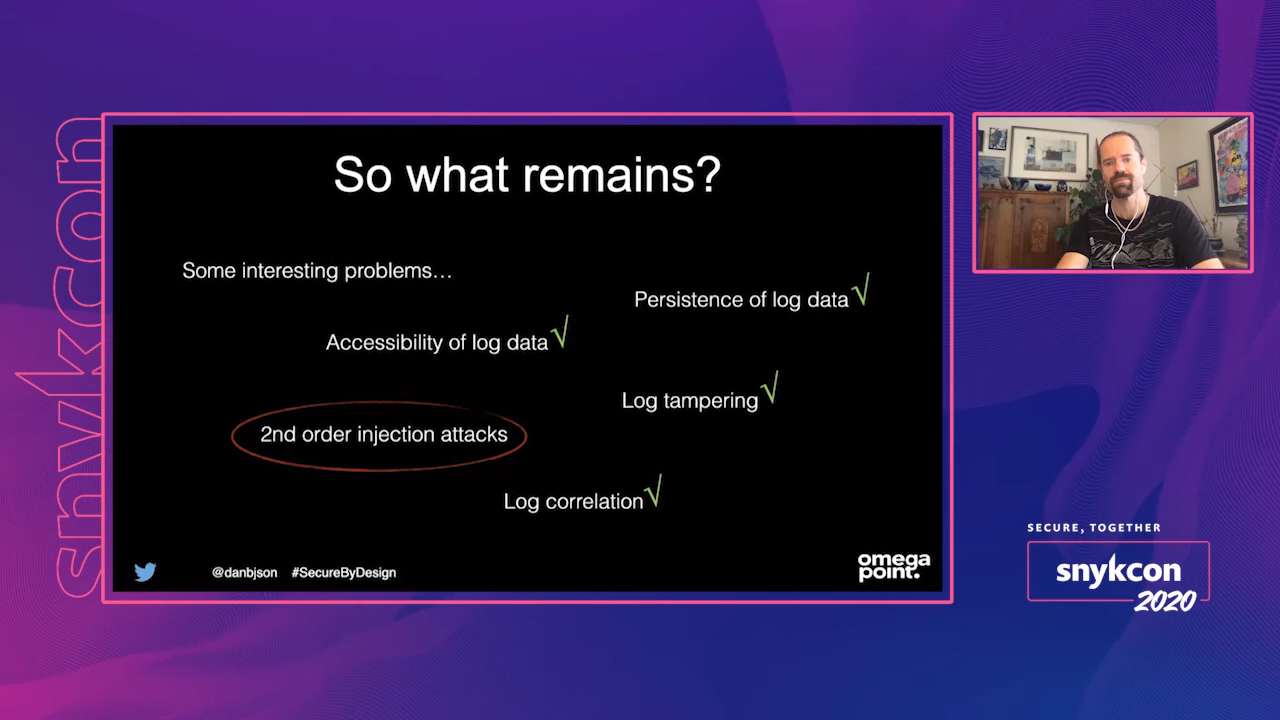 snykcon
So what remains?
Some interesting problems…
Persistence of log data √
Accessibility of log data √
Log tampering √
2nd order injection attacks
Log correlation √
@danbjson #SecureByDesign
omega
point.
SECURE, TOGETHER
snykcon
2020